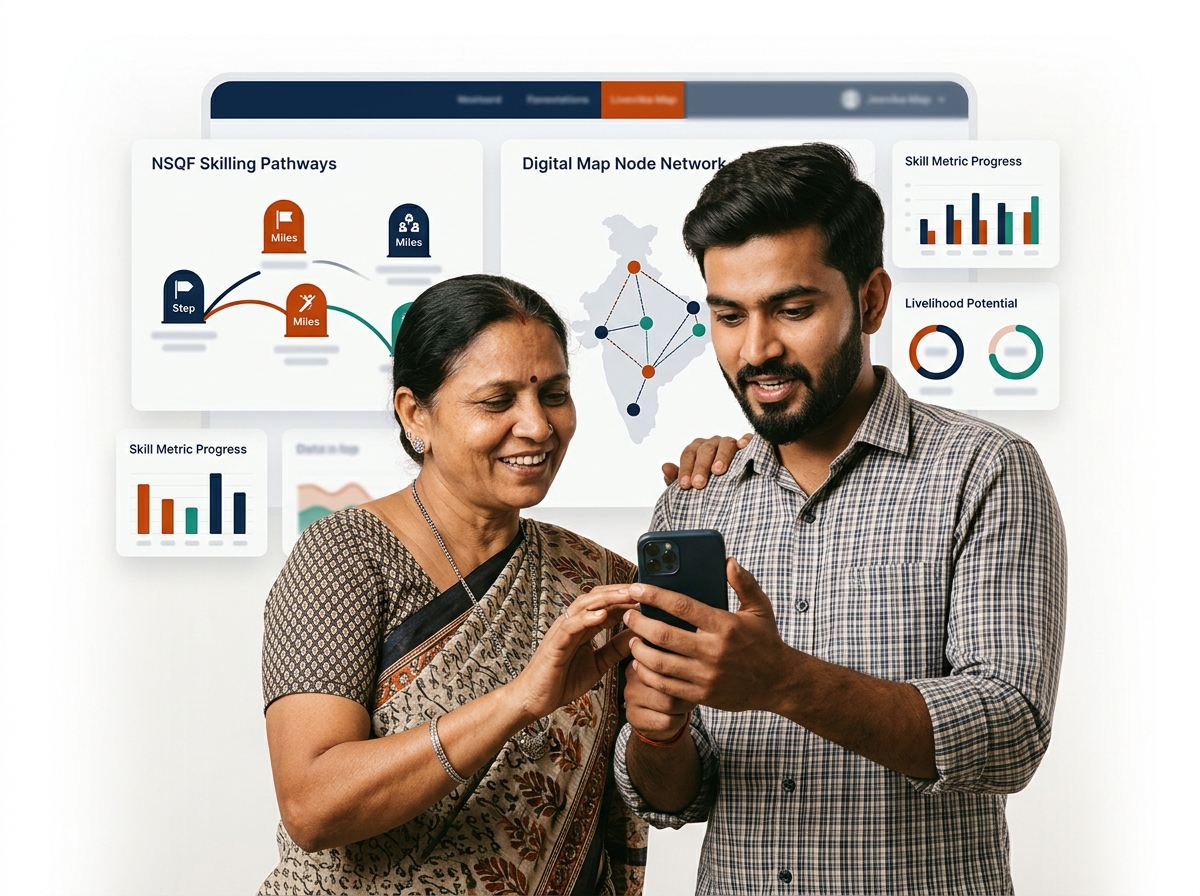 NSQF Skilling Pathways
Digital Map Node Network
Skill Metric Progress
Miles
Miles
Step
Miles
Livelihood Potential
Skill Metric Progress